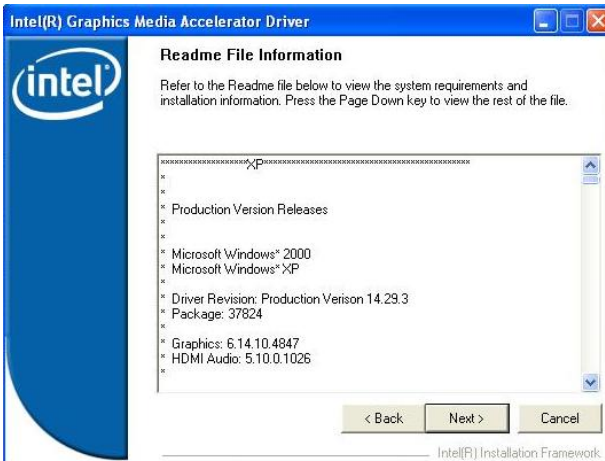 Intel(R) Graphics Media Accelerator Driver
intel
Readme File Information
Refer to the Readme file below to view the system requirements and
installation information. Press the Page Down key to view the rest of the file.
********************XP************************************************
*
*
* Production Version Releases
*
*
* Microsoft Windows* 2000
* Microsoft Windows* XP
*
* Driver Revision: Production Verison 14.29.3
* Package: 37824
*
* Graphics: 6.14.10.4847
* HDMI Audio: 5.10.0.1026
*
< Back
Next >
Cancel
Intel(R) Installation Framework